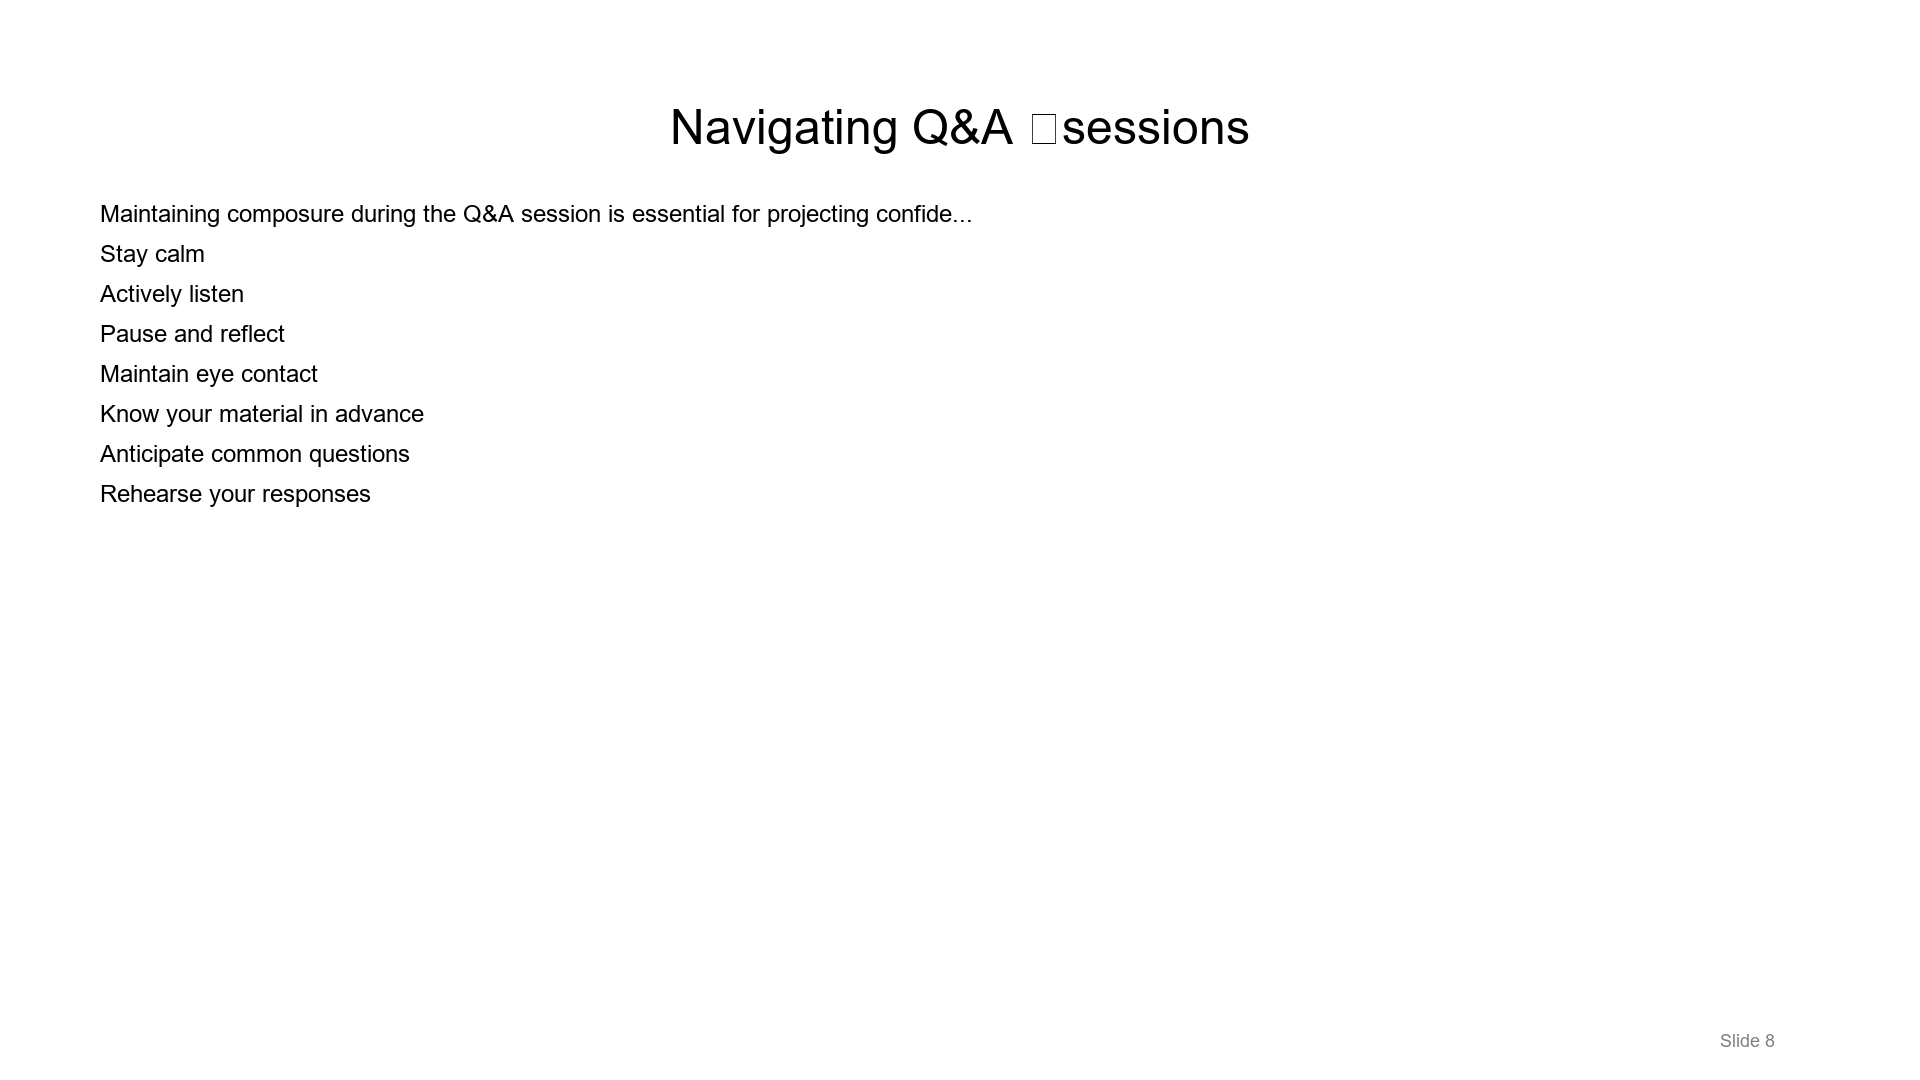 Navigating Q&A □sessions
Maintaining composure during the Q&A session is essential for projecting confide...
Stay calm
Actively listen
Pause and reflect
Maintain eye contact
Know your material in advance
Anticipate common questions
Rehearse your responses
Slide 8